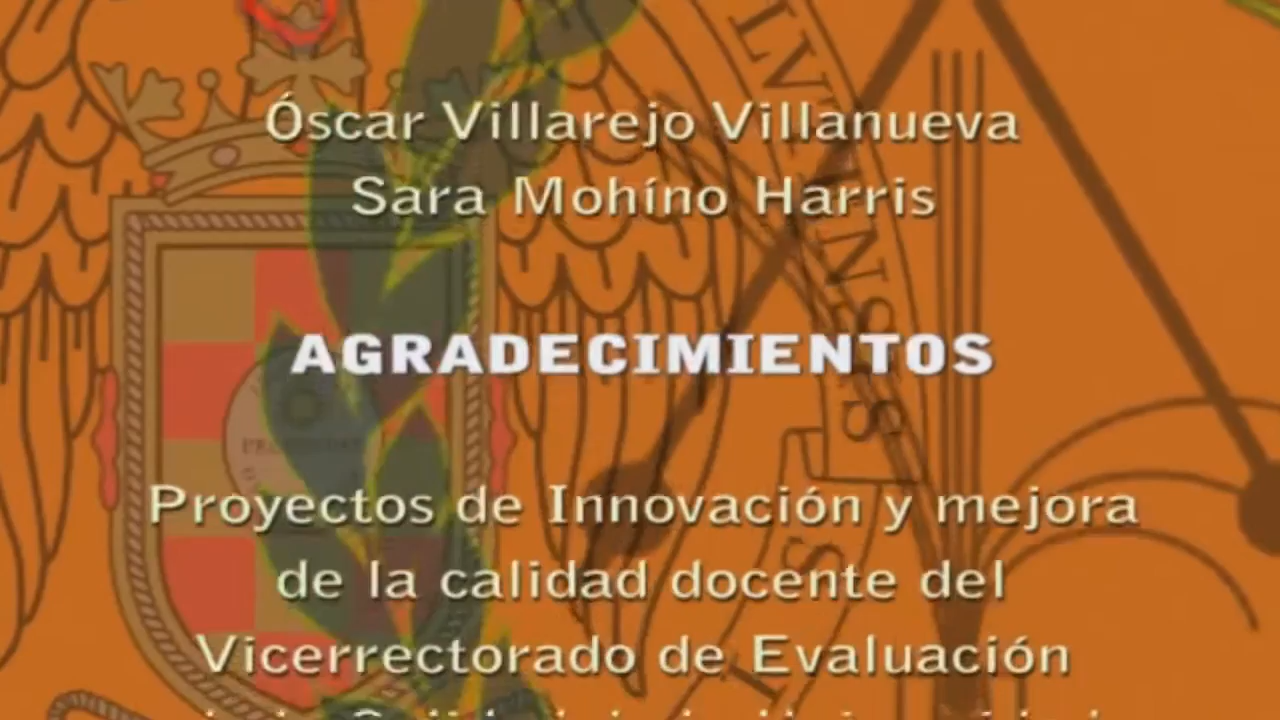 Óscar Villarejo Villanueva
Sara Mohíno Harris
AGRADECIMIENTOS
Proyectos de Innovación y mejora
de la calidad docente del
Vicerrectorado de Evaluación